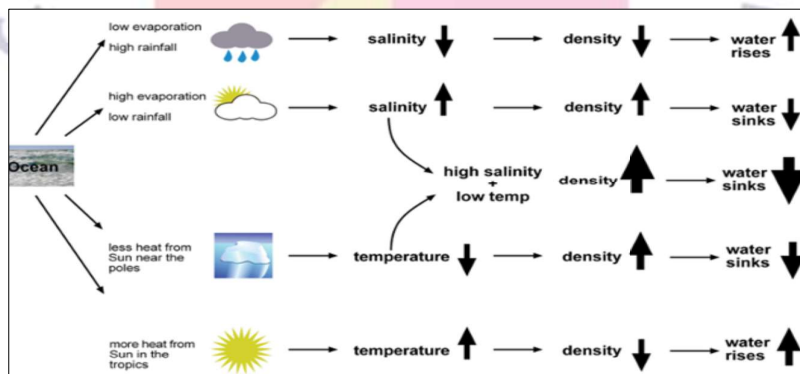 low evaporation
high rainfall
salinity
density
water
rises
high evaporation
low rainfall
salinity
density
water
sinks
Ocean
high salinity
+
low temp
density
water
sinks
less heat from
Sun near the
poles
temperature
density
water
sinks
more heat from
Sun in the
tropics
temperature
density
water
rises